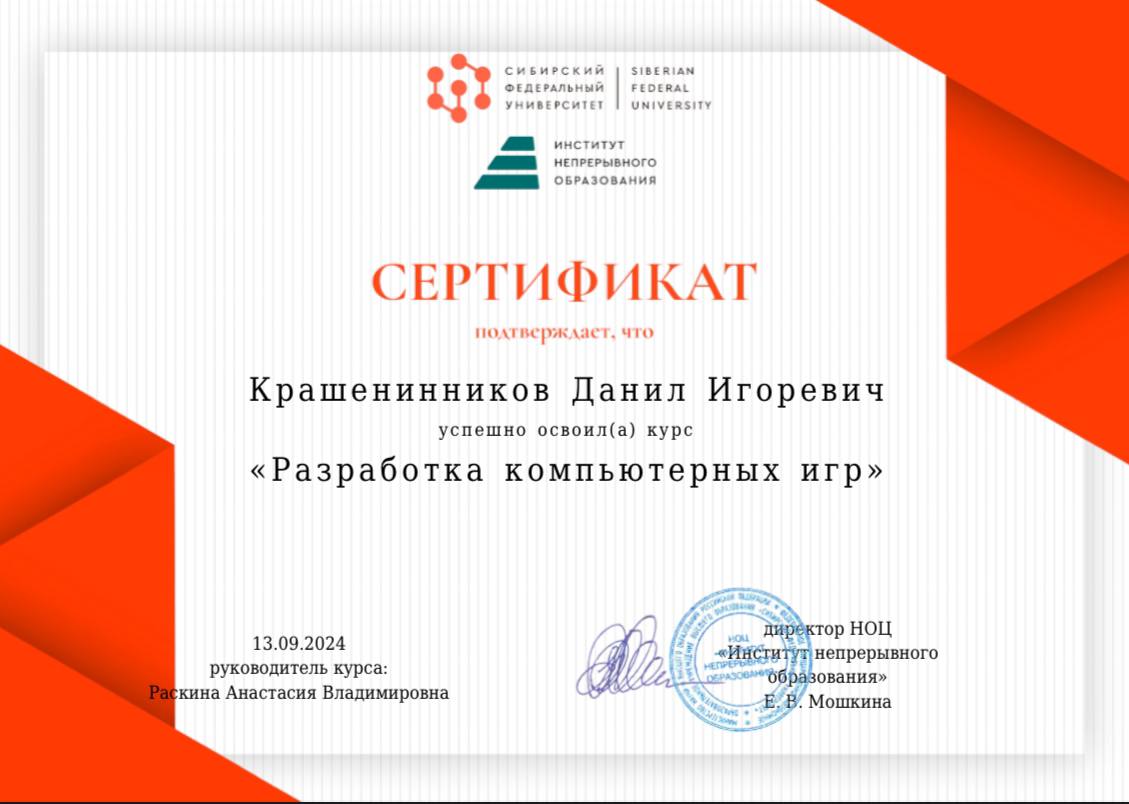 СИБИРСКИЙ
ФЕДЕРАЛЬНЫЙ
УНИВЕРСИТЕТ
SIBERIAN
FEDERAL
UNIVERSITY
ИНСТИТУТ
НЕПРЕРЫВНОГО
ОБРАЗОВАНИЯ
СЕРТИФИКАТ
подтверждает, что
Крашенинников Данил Игоревич
успешно освоил(а) курс
«Разработка компьютерных игр»
13.09.2024
руководитель курса:
Раскина Анастасия Владимировна
директор НОЦ
«Институт непрерывного
образования»
Е. В. Мошкина
НОЦ
«ИНСТИТУТ
НЕПРЕРЫВНОГО
ОБРАЗОВАНИЯ»